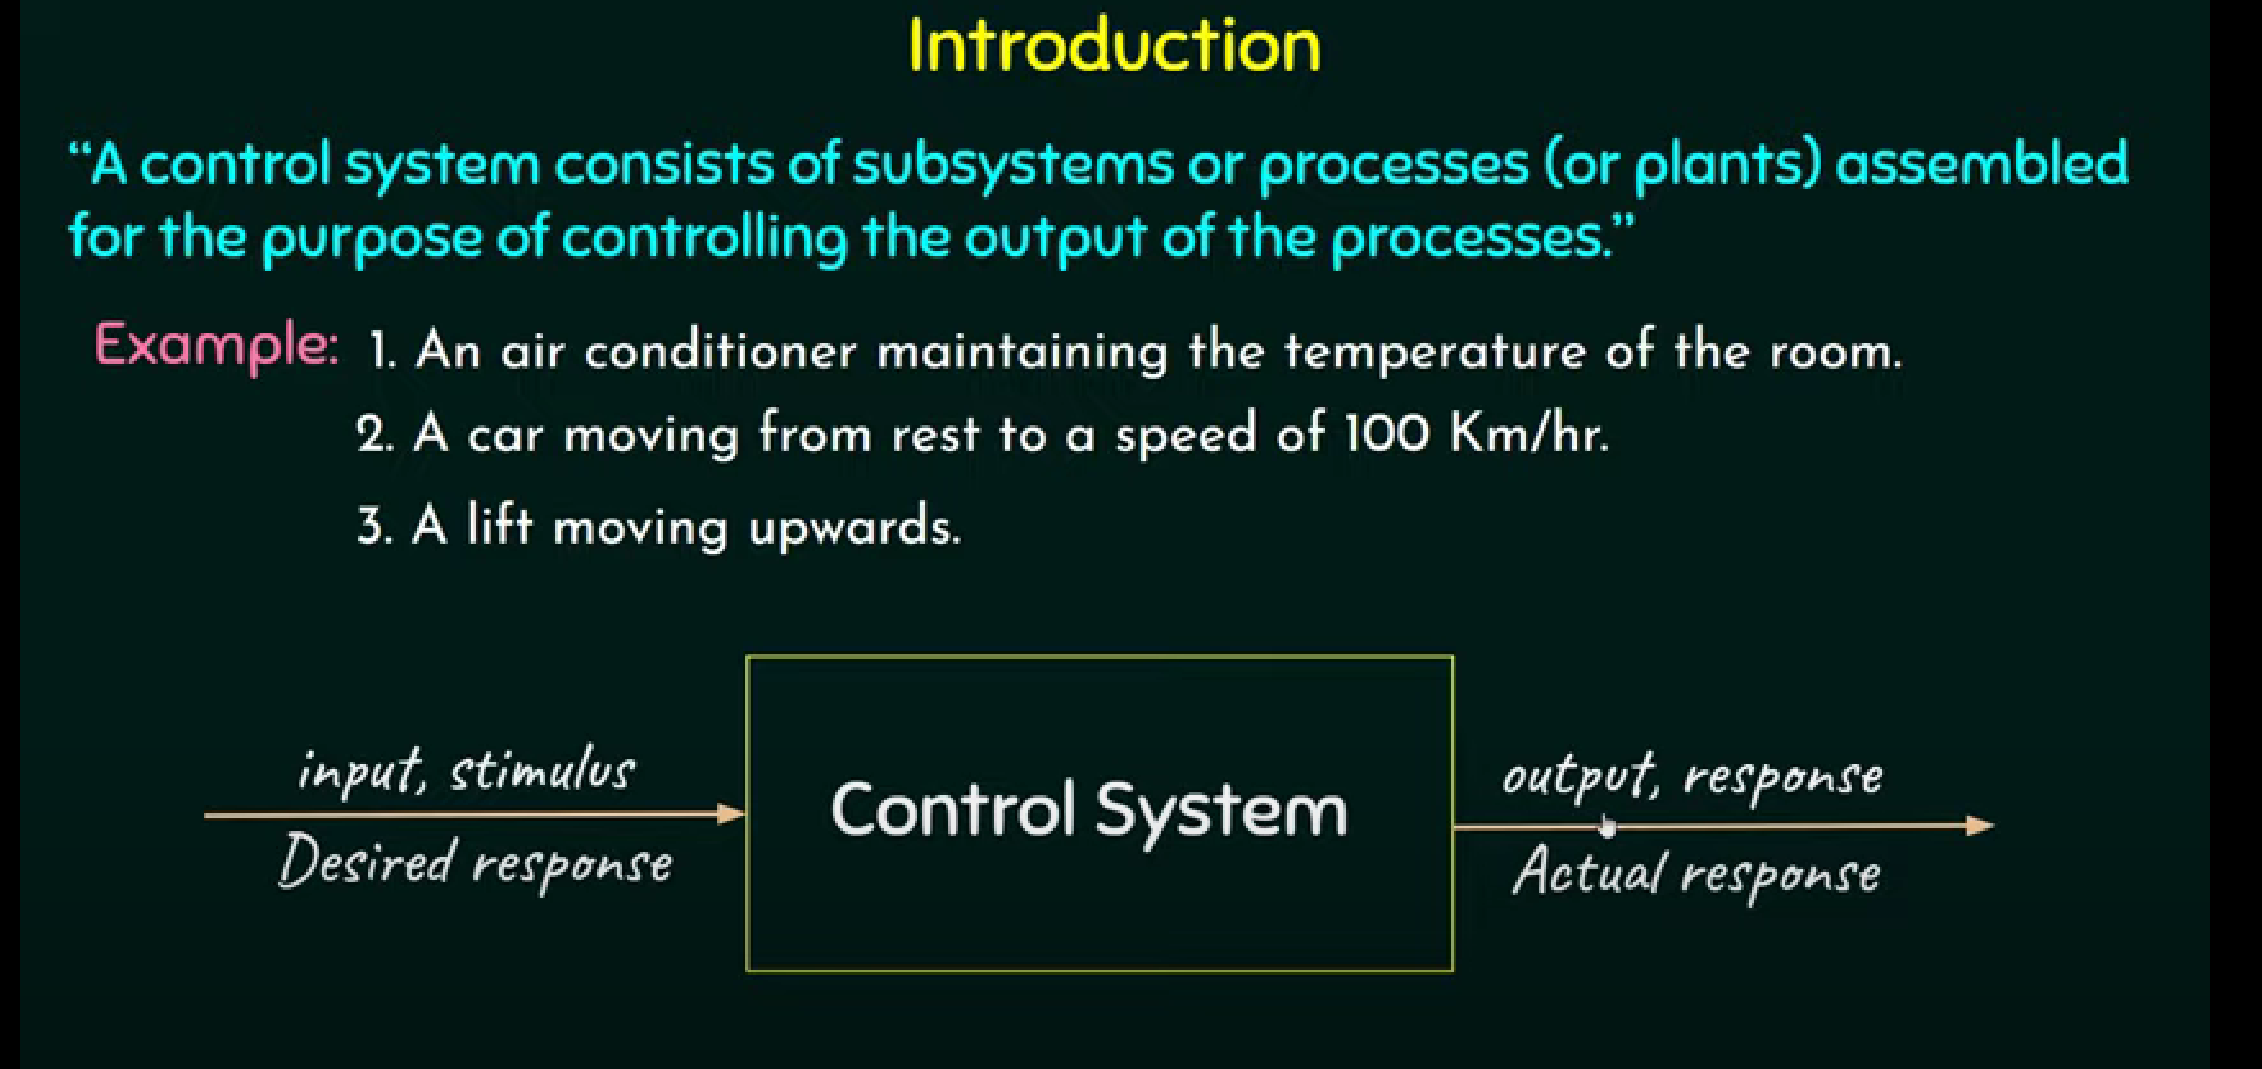 Introduction
“A control system consists of subsystems or processes (or plants) assembled
for the purpose of controlling the output of the processes.”
Example: 1. An air conditioner maintaining the temperature of the room.
2. A car moving from rest to a speed of 100 Km/hr.
3. A lift moving upwards.
input, stimulus
Desired response
Control System
output, response
Actual response